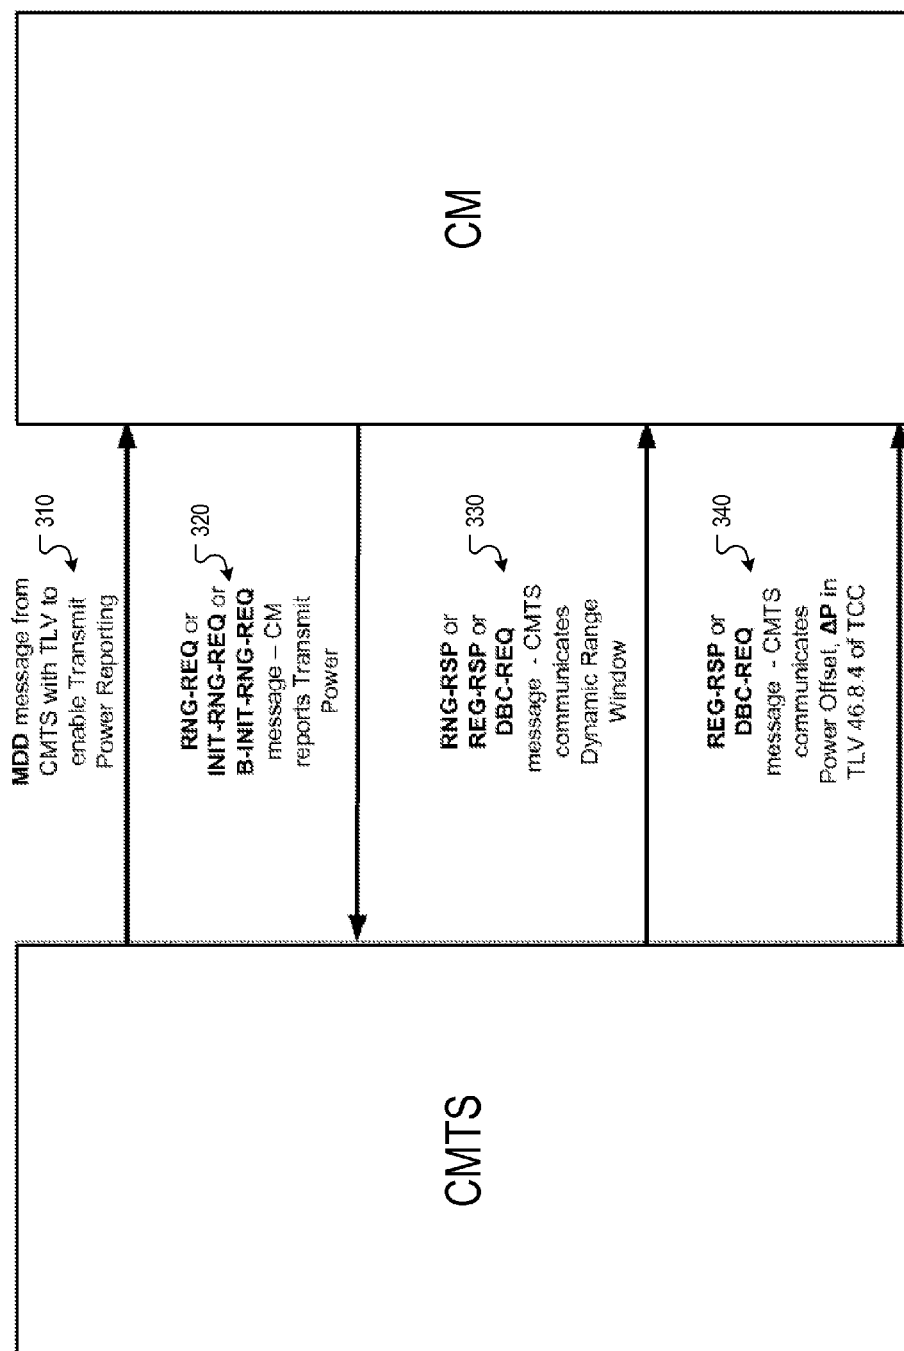 CMTS
CM
MDD message from
CMTS with TLV to
enable Transmit
Power Reporting
310
RNG-REQ or
INIT-RNG-REQ or
B-INIT-RNG-REQ
message – CM
reports Transmit
Power
320
RNG-RSP or
REG-RSP or
DBC-REQ
message - CMTS
communicates
Dynamic Range
Window
330
REG-RSP or
DBC-REQ
message - CMTS
communicates
Power Offset, ΔP in
TLV 46.8.4 of TCC
340